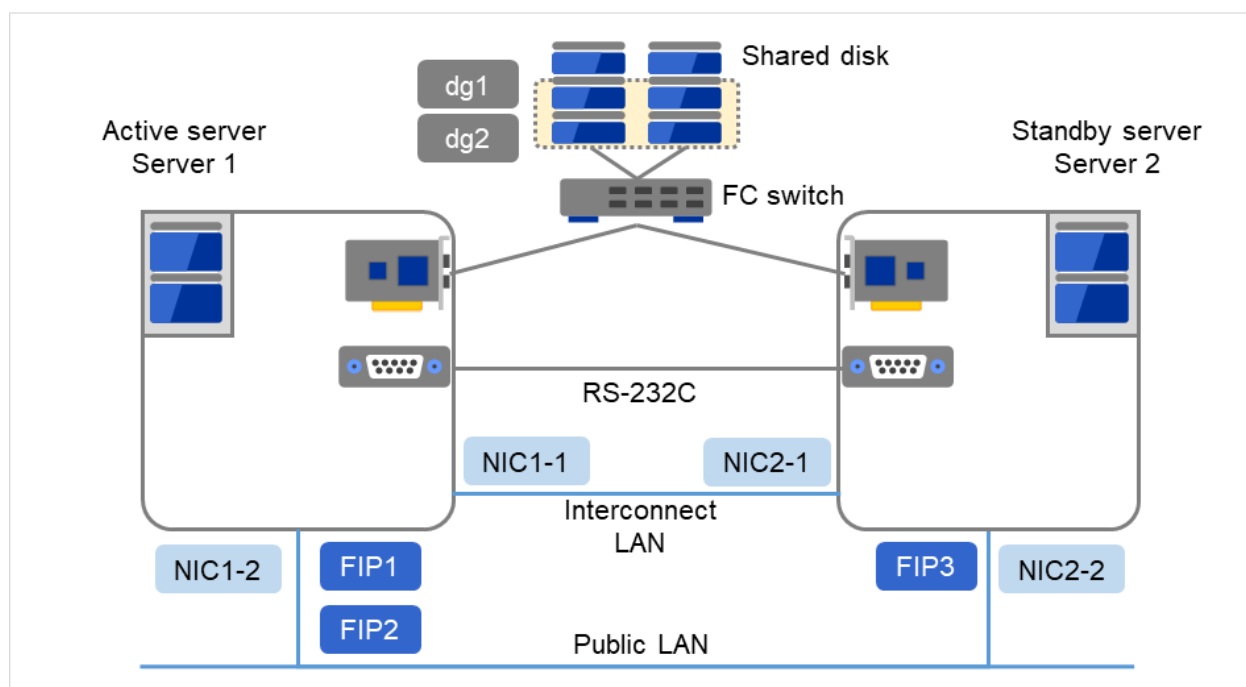 Shared disk
dg1
dg2
Active server
Server 1
Standby server
Server 2
FC switch
RS-232C
NIC1-1
NIC2-1
Interconnect
LAN
NIC1-2
FIP1
FIP3
NIC2-2
FIP2
Public LAN